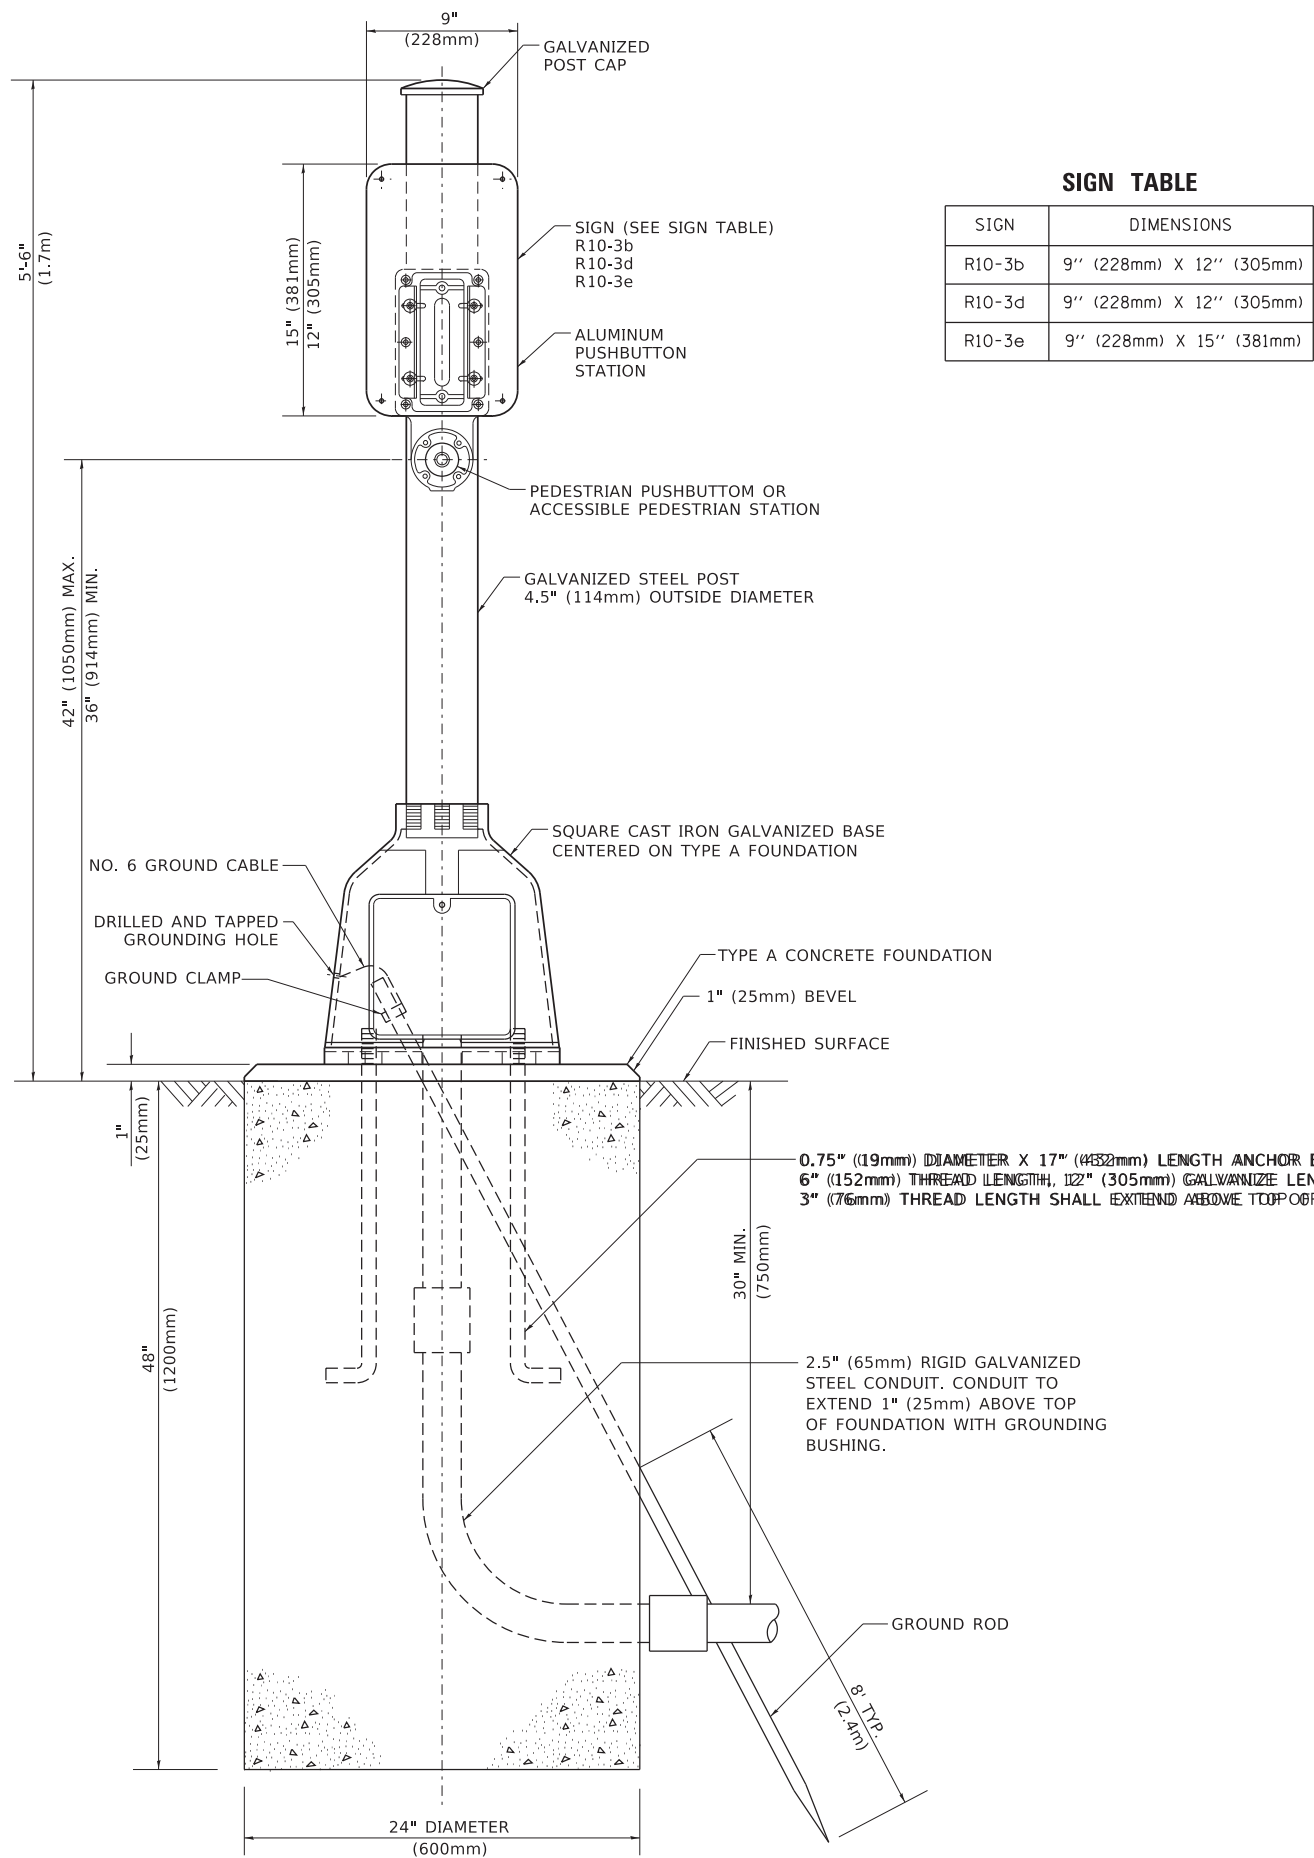 9"
(228mm)
GALVANIZED
POST CAP
5'-6"
(1.7m)
15" (381mm)
12" (305mm)
SIGN (SEE SIGN TABLE)
R10-3b
R10-3d
R10-3e
ALUMINUM
PUSHBUTTON
STATION
SIGN TABLE
SIGN DIMENSIONS
R10-3b 9'' (228mm) X 12'' (305mm)
R10-3d 9'' (228mm) X 12'' (305mm)
R10-3e 9'' (228mm) X 15'' (381mm)
PEDESTRIAN PUSHBUTTOM OR
ACCESSIBLE PEDESTRIAN STATION
42" (1050mm) MAX.
36" (914mm) MIN.
GALVANIZED STEEL POST
4.5" (114mm) OUTSIDE DIAMETER
SQUARE CAST IRON GALVANIZED BASE
CENTERED ON TYPE A FOUNDATION
NO. 6 GROUND CABLE
DRILLED AND TAPPED
GROUNDING HOLE
GROUND CLAMP
TYPE A CONCRETE FOUNDATION
1" (25mm) BEVEL
FINISHED SURFACE
1"
(25mm)
0.75" (19mm) DIAMETER X 17" (432mm) LENGTH ANCHOR
6" (152mm) THREAD LENGTH, 12" (305mm) GALVANIZE
3" (76mm) THREAD LENGTH SHALL EXTEND ABOVE TOP
30" MIN.
(750mm)
48"
(1200mm)
2.5" (65mm) RIGID GALVANIZED
STEEL CONDUIT. CONDUIT TO
EXTEND 1" (25mm) ABOVE TOP
OF FOUNDATION WITH GROUNDING
BUSHING.
GROUND ROD
8' TYP.
(2.4m)
24" DIAMETER
(600mm)